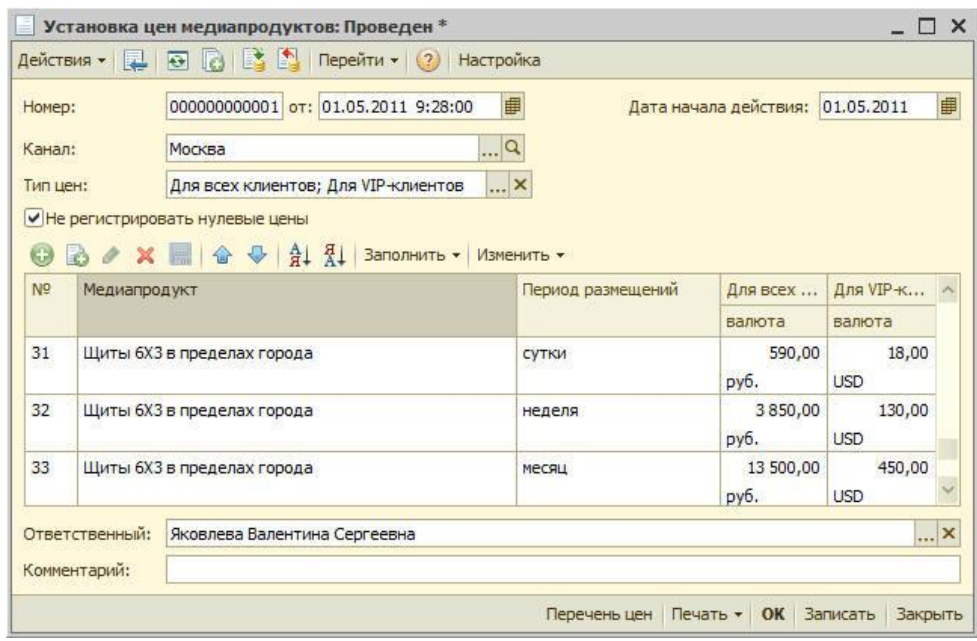 Установка цен медиапродуктов: Проведен *
Действия Перейти Настройка
Номер: 000000000001 от: 01.05.2011 9:28:00 Дата начала действия: 01.05.2011
Канал: Москва
Тип цен: Для всех клиентов; Для VIP-клиентов
Не регистрировать нулевые цены
Заполнить Изменить
№ Медиапродукт Период размещений Для всех ... Для VIP-к...
валюта валюта
31 Щиты 6X3 в пределах города сутки 590,00 18,00
руб. USD
32 Щиты 6X3 в пределах города неделя 3 850,00 130,00
руб. USD
33 Щиты 6X3 в пределах города месяц 13 500,00 450,00
руб. USD
Ответственный: Яковлева Валентина Сергеевна
Комментарий:
Перечень цен Печать OK Записать Закрыть